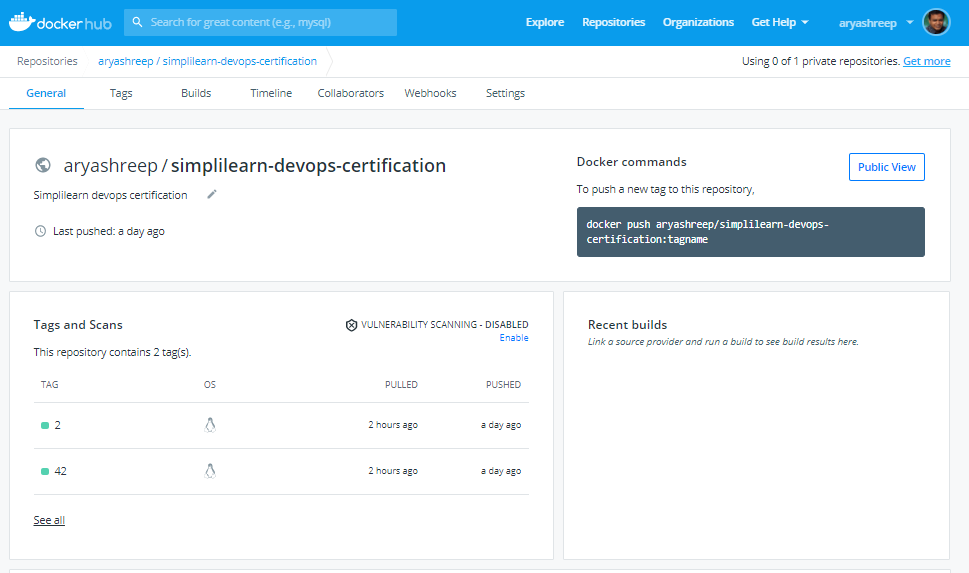 dockerhub
Search for great content (e.g., mysql)
Explore Repositories Organizations Get Help aryashreep
Repositories aryashreep / simplilearn-devops-certification
Using 0 of 1 private repositories. Get more
General Tags Builds Timeline Collaborators Webhooks Settings
aryashreep / simplilearn-devops-certification
Simplilearn devops certification
Last pushed: a day ago
Docker commands
Public View
To push a new tag to this repository,
docker push aryashreep/simplilearn-devops-
certification:tagname
Tags and Scans
VULNERABILITY SCANNING - DISABLED
Enable
This repository contains 2 tag(s).
TAG OS PULLED PUSHED
2 2 hours ago a day ago
42 2 hours ago a day ago
See all
Recent builds
Link a source provider and run a build to see build results here.